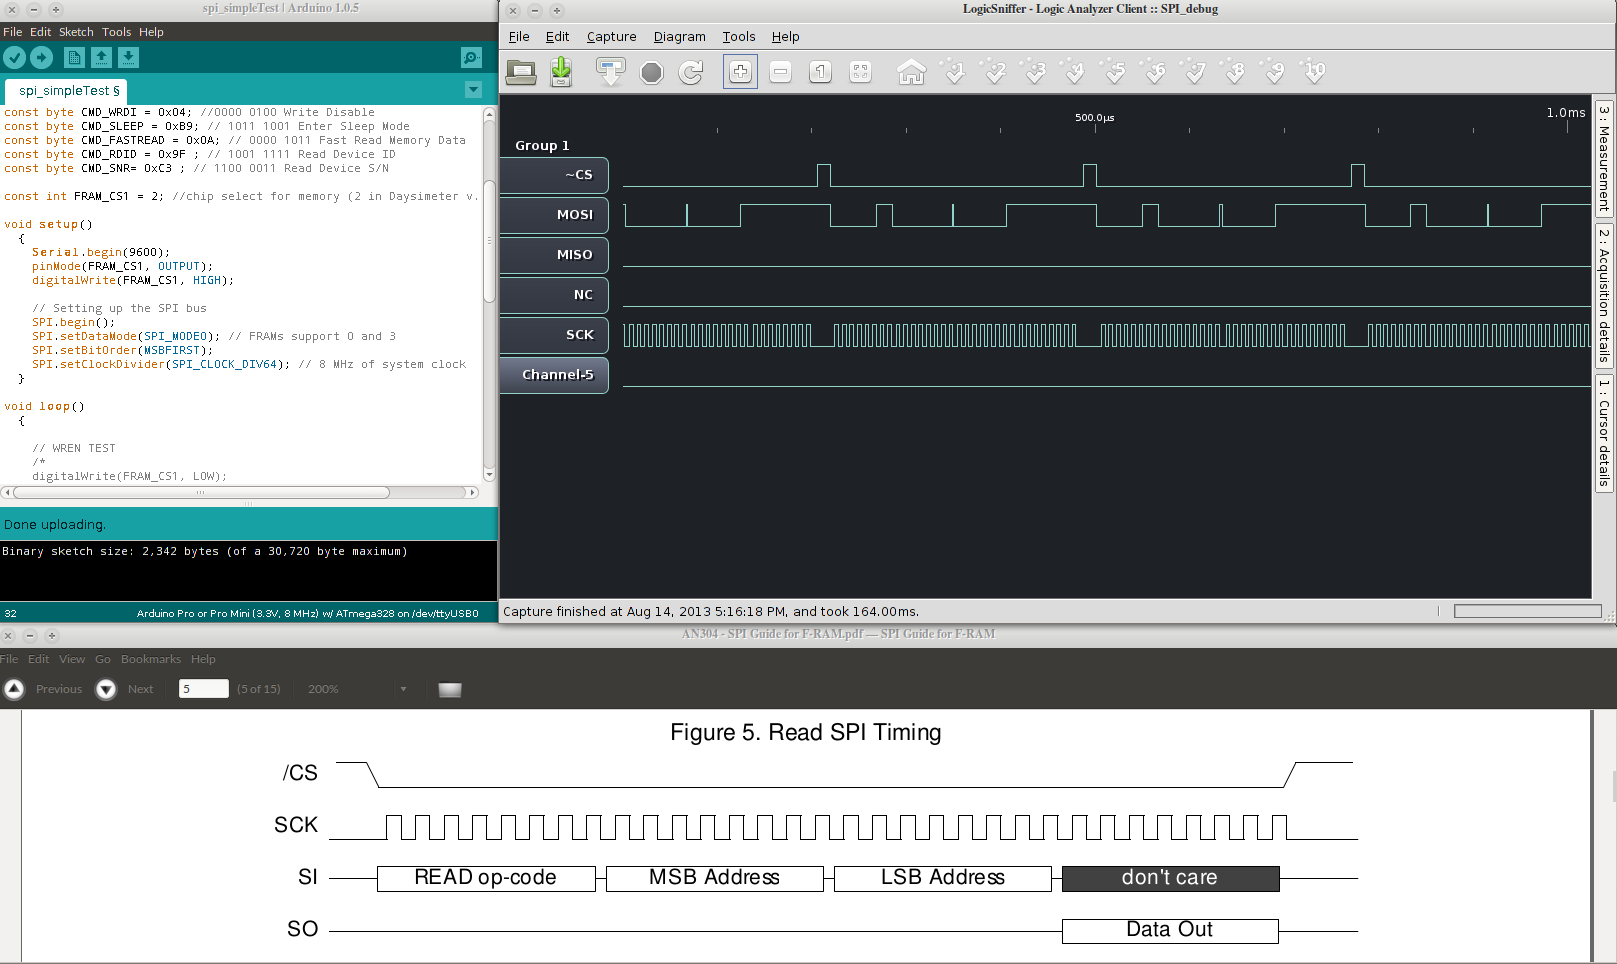 spi_simpleTest | Arduino 1.0.5
File Edit Sketch Tools Help
spi_simpleTest §
const byte CMD_WRDI = 0x04; //0000 0100 Write Disable
const byte CMD_SLEEP = 0xB9; // 1011 1001 Enter Sleep Mode
const byte CMD_FASTREAD = 0x0A; // 0000 1011 Fast Read Memory Data
const byte CMD_RDID = 0x9F ; // 1001 1111 Read Device ID
const byte CMD_SNR= 0xC3 ; // 1100 0011 Read Device S/N
const int FRAM_CS1 = 2; //chip select for memory (2 in Daysimeter v.
void setup()
{
Serial.begin(9600);
pinMode(FRAM_CS1, OUTPUT);
digitalWrite(FRAM_CS1, HIGH);
// Setting up the SPI bus
SPI.begin();
SPI.setDataMode(SPI_MODE0); // FRAMs support 0 and 3
SPI.setBitOrder(MSBFIRST);
SPI.setClockDivider(SPI_CLOCK_DIV64); // 8 MHz of system clock
}
void loop()
{
// WREN TEST
/*
digitalWrite(FRAM_CS1, LOW);
Done uploading.
Binary sketch size: 2,342 bytes (of a 30,720 byte maximum)
32
Arduino Pro or Pro Mini (3.3V, 8 MHz) w/ ATmega328 on /dev/ttyUSB0
LogicSniffer - Logic Analyzer Client :: SPI_debug
File Edit Capture Diagram Tools Help
1 1 2 3 4 5 6 7 8 9 10
500.0µs
1.0ms
Group 1
~CS
MOSI
MISO
NC
SCK
Channel-5
3: Measurement
2: Acquisition details
1: Cursor details
Capture finished at Aug 14, 2013 5:16:18 PM, and took 164.00ms.
AN304 - SPI Guide for F-RAM.pdf — SPI Guide for F-RAM
File Edit View Go Bookmarks Help
Previous Next 5 (5 of 15) 200%
Figure 5. Read SPI Timing
/CS
SCK
SI READ op-code MSB Address LSB Address don't care
SO Data Out